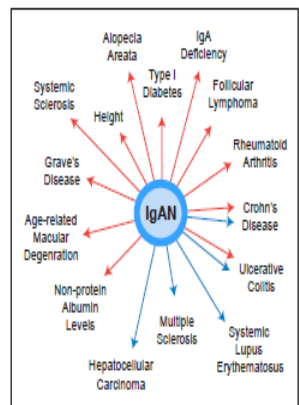 Alopecia
Areata
IgA
Deficiency
Systemic
Sclerosis
Type I
Diabetes
Follicular
Lymphoma
Height
Rheumatoid
Arthritis
Grave's
Disease
IgAN
Crohn's
Disease
Age-related
Macular
Degenration
Ulcerative
Colitis
Non-protein
Albumin
Levels
Multiple
Sclerosis
Systemic
Lupus
Erythematosus
Hepatocellular
Carcinoma